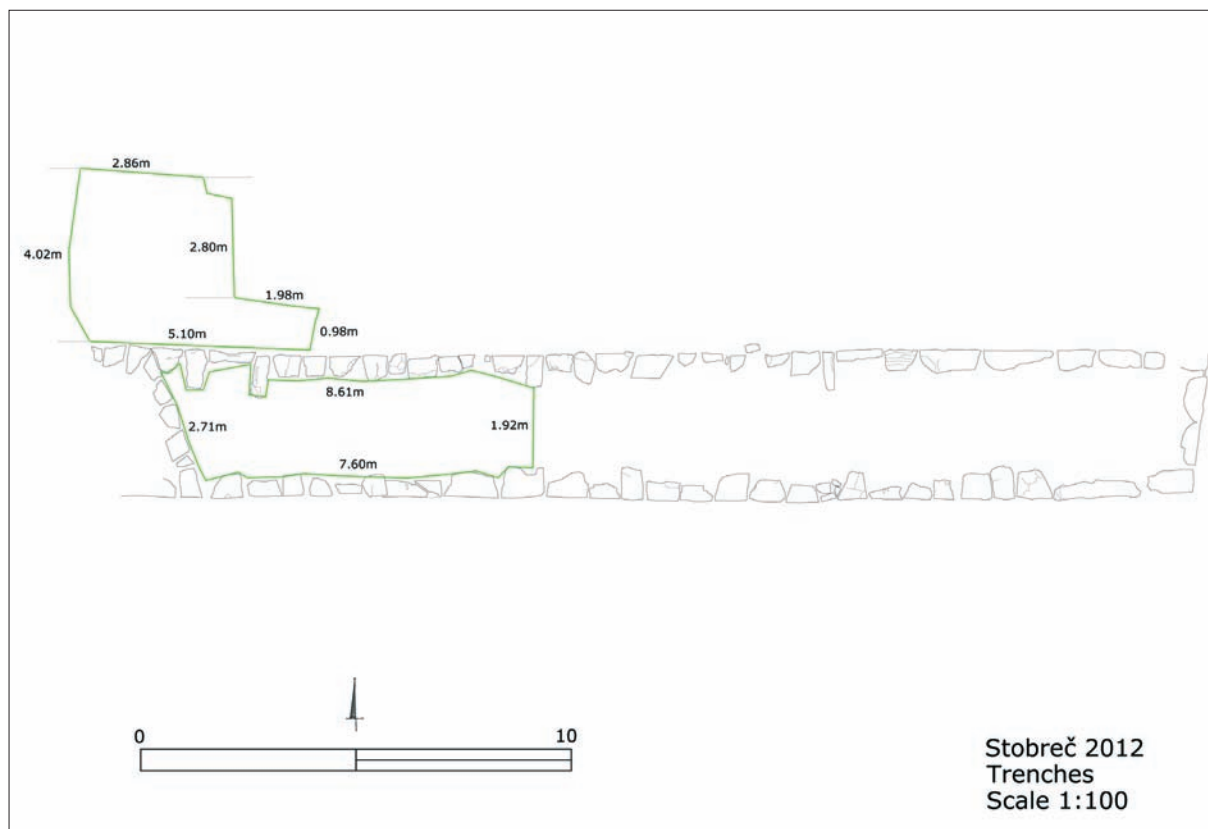 2.86m
4.02m
2.80m
1.98m
5.10m
0.98m
8.61m
2.71m
1.92m
7.60m
0
10
Stobreč 2012
Trenches
Scale 1:100